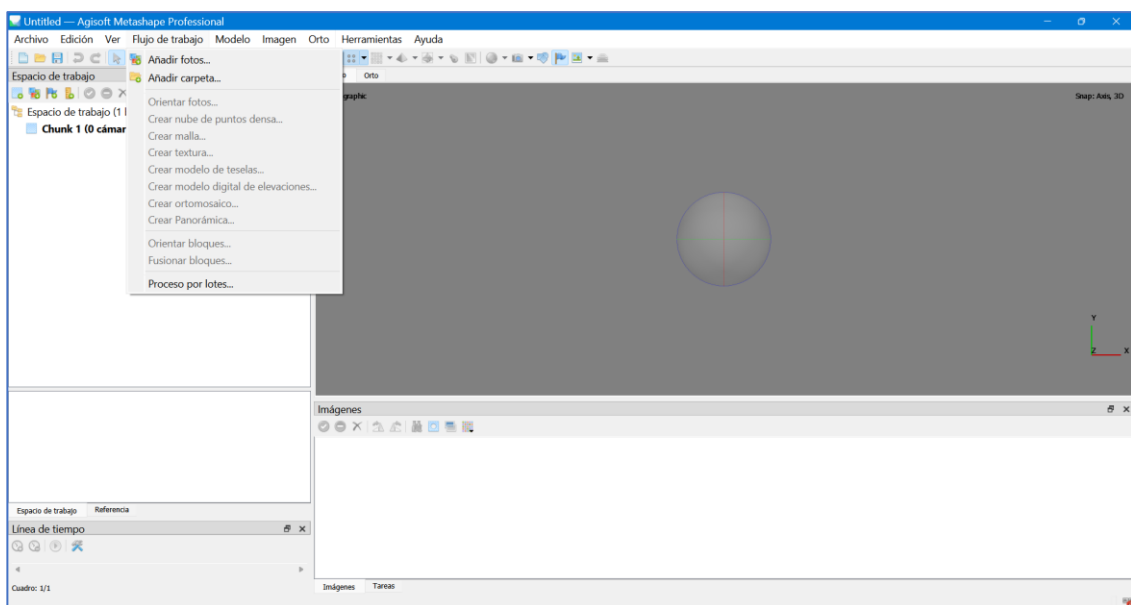 Untitled — Agisoft Metashape Professional
Archivo Edición Ver Flujo de trabajo Modelo Imagen Orto Herramientas Ayuda
Añadir fotos...
Añadir carpeta...
Orientar fotos...
Crear nube de puntos densa...
Crear malla...
Crear textura...
Crear modelo de teselas...
Crear modelo digital de elevaciones...
Crear ortomosaico...
Crear Panorámica...
Orientar bloques...
Fusionar bloques...
Proceso por lotes...
Espacio de trabajo
Espacio de trabajo (1
Chunk 1 (0 cámar
Orto
graphic
Snap: Axis, 3D
Y
Z X
Imágenes
Espacio de trabajo Referencia
Línea de tiempo
Cuadro: 1/1
Imágenes Tareas